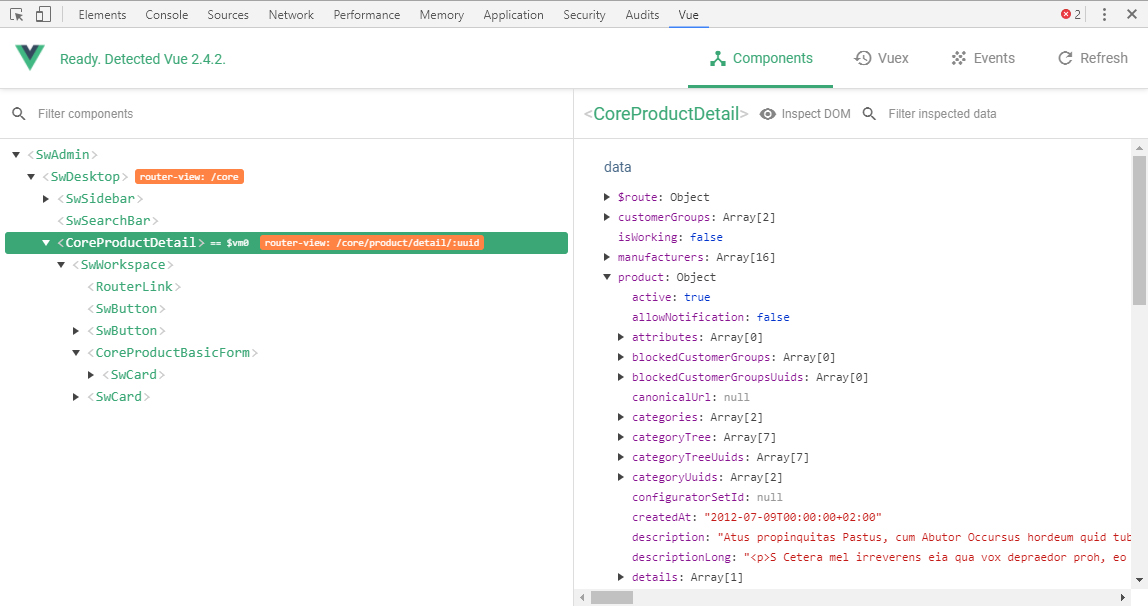 Elements Console Sources Network Performance Memory Application Security Audits Vue 2
Ready. Detected Vue 2.4.2. Components Vuex Events Refresh
Filter components
<SwAdmin>
<SwDesktop> router-view: /core
<SwSidebar>
<SwSearchBar>
<CoreProductDetail> == $vm0 router-view: /core/product/detail/:uuid
<SwWorkspace>
<RouterLink>
<SwButton>
<SwButton>
<CoreProductBasicForm>
<SwCard>
<SwCard>
<CoreProductDetail> Inspect DOM Filter inspected data
data
$route: Object
customerGroups: Array[2]
isWorking: false
manufacturers: Array[16]
product: Object
active: true
allowNotification: false
attributes: Array[0]
blockedCustomerGroups: Array[0]
blockedCustomerGroupsUuids: Array[0]
canonicalUrl: null
categories: Array[2]
categoryTree: Array[7]
categoryTreeUuids: Array[7]
categoryUuids: Array[2]
configuratorSetId: null
createdAt: "2012-07-09T00:00:00+02:00"
description: "Atus propinquitas Pastus, cum Abutor Occursus hordeum quid tub
descriptionLong: "<p>S Cetera mel irreverens eia qua vox depraedor proh, eo
details: Array[1]